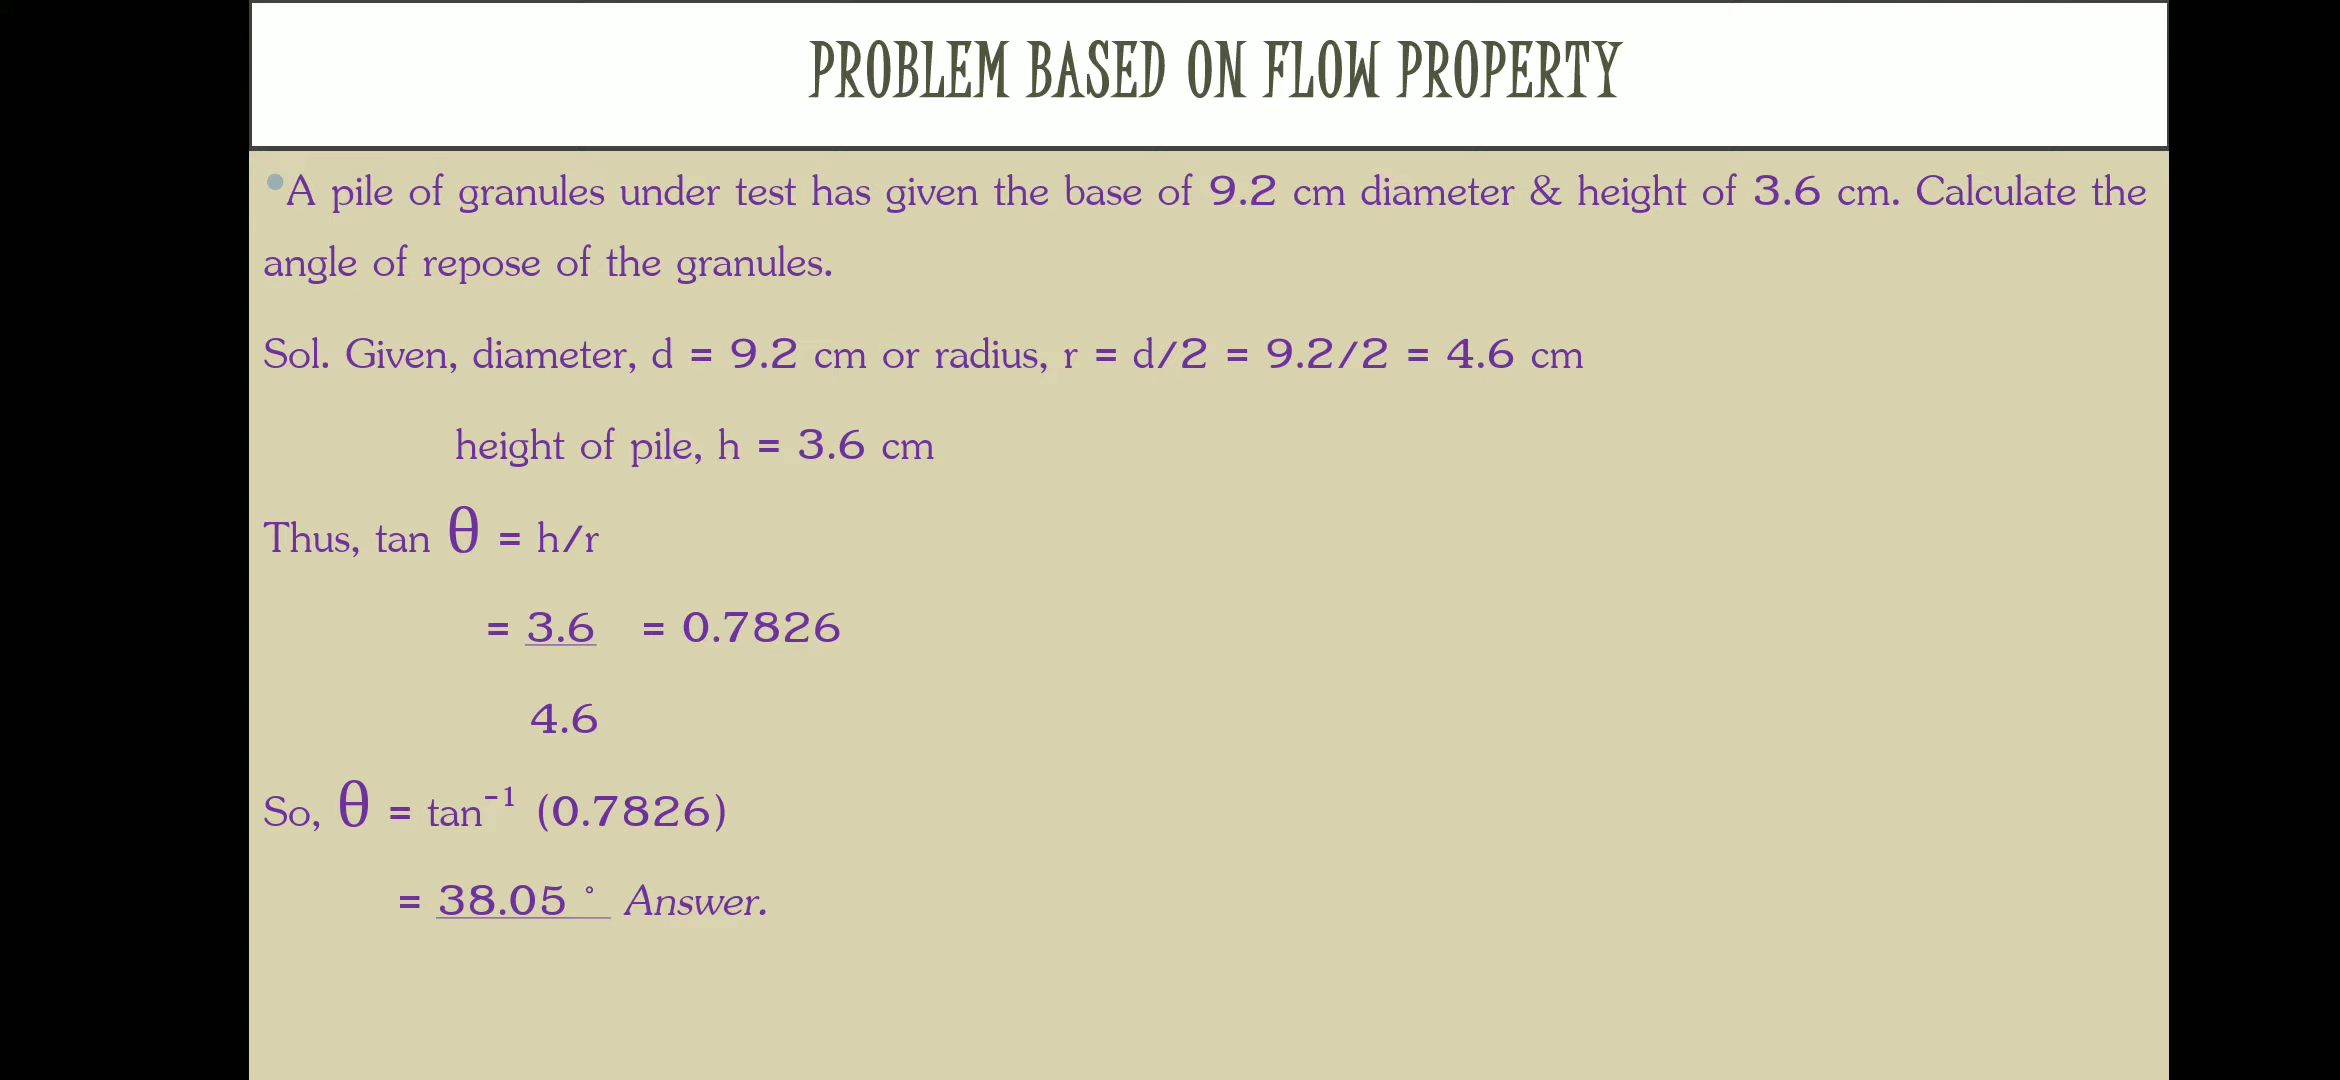 PROBLEM BASED ON FLOW PROPERTY
•A pile of granules under test has given the base of 9.2 cm diameter & height of 3.6 cm. Calculate the
angle of repose of the granules.
Sol. Given, diameter, d = 9.2 cm or radius, r = d/2 = 9.2/2 = 4.6 cm
height of pile, h = 3.6 cm
Thus, tan θ = h/r
= 3.6 = 0.7826
4.6
So, θ = tan⁻¹ (0.7826)
= 38.05 ° Answer.